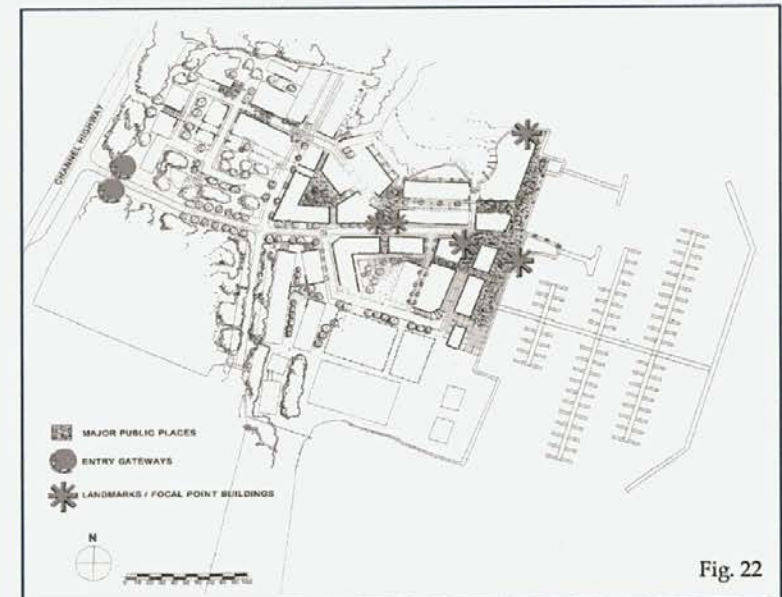 CHANNEL HIGHWAY
MAJOR PUBLIC PLACES
ENTRY GATEWAYS
LANDMARKS / FOCAL POINT BUILDINGS
N
Fig. 22